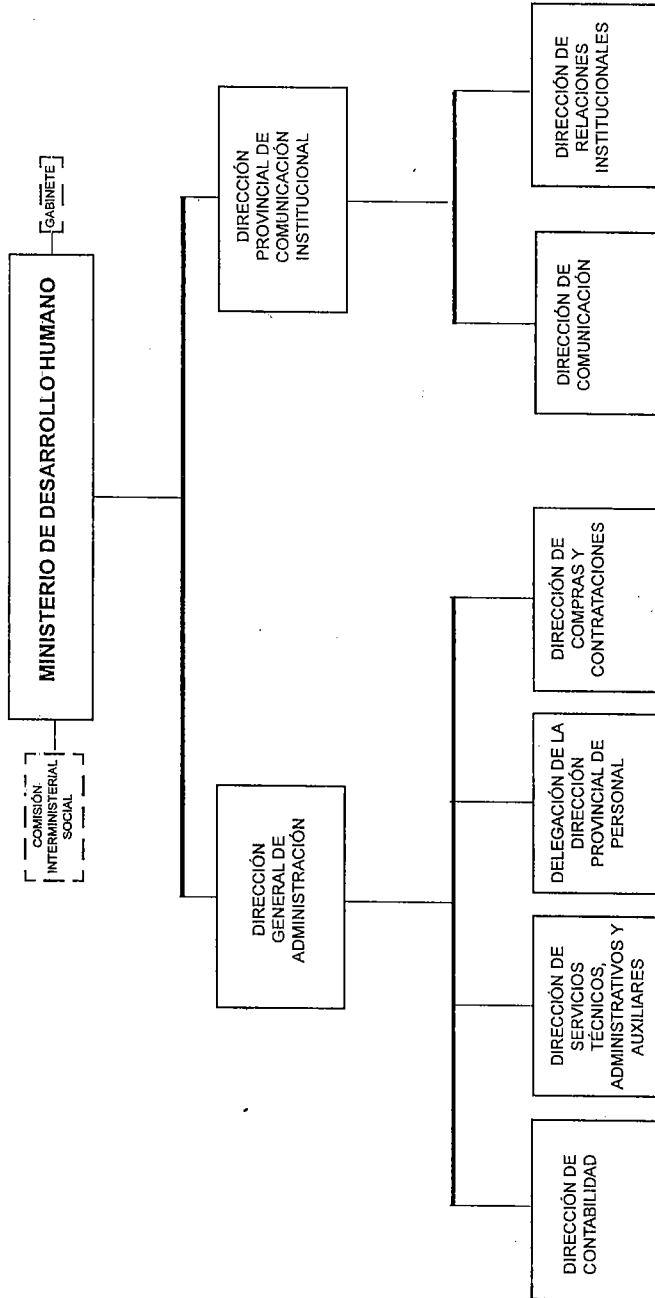 MINISTERIO DE DESARROLLO HUMANO
COMISIÓN
INTERMINISTERIAL
SOCIAL
GABINETE
DIRECCIÓN
GENERAL DE
ADMINISTRACIÓN
DIRECCIÓN
PROVINCIAL DE
COMUNICACIÓN
INSTITUCIONAL
DIRECCIÓN DE
CONTABILIDAD
DIRECCIÓN DE
SERVICIOS
TÉCNICOS,
ADMINISTRATIVOS Y
AUXILIARES
DELEGACIÓN DE LA
DIRECCIÓN
PROVINCIAL DE
PERSONAL
DIRECCIÓN DE
COMPRAS Y
CONTRATACIONES
DIRECCIÓN DE
COMUNICACIÓN
DIRECCIÓN DE
RELACIONES
INSTITUCIONALES